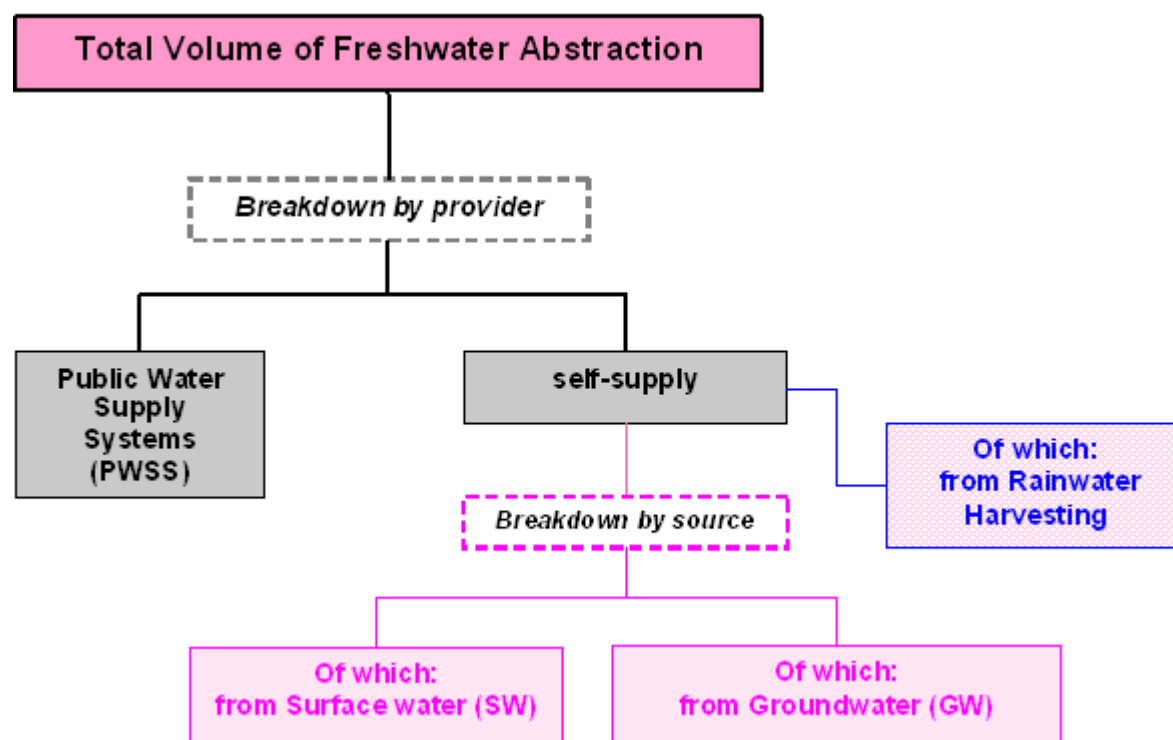 Total Volume of Freshwater Abstraction
Breakdown by provider
Public Water
Supply
Systems
(PWSS)
self-supply
Of which:
from Rainwater
Harvesting
Breakdown by source
Of which:
from Surface water (SW)
Of which:
from Groundwater (GW)